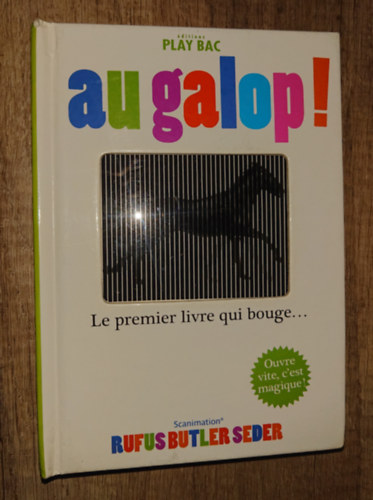 éditions
PLAY BAC
au galop!
Le premier livre qui bouge...
Ouvre
vite, c'est
magique!
Scanimation®
RUFUS BUTLER SEDER